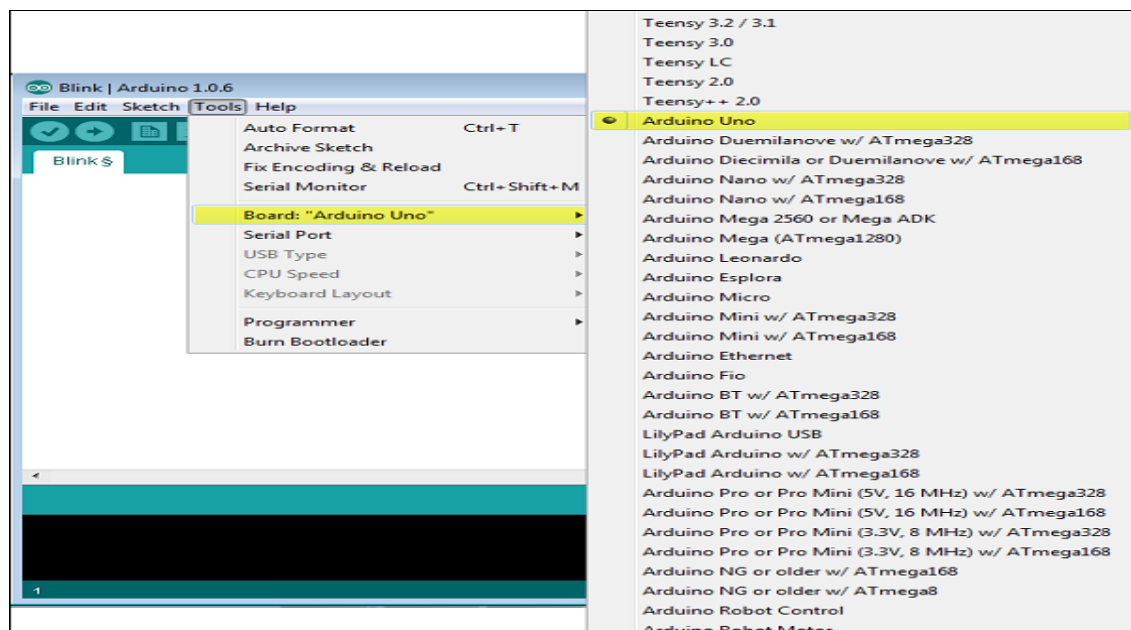 Blink | Arduino 1.0.6
File Edit Sketch Tools Help
Blink §
Auto Format Ctrl+T
Archive Sketch
Fix Encoding & Reload
Serial Monitor Ctrl+Shift+M
Board: "Arduino Uno"
Serial Port
USB Type
CPU Speed
Keyboard Layout
Programmer
Burn Bootloader
1
Teensy 3.2 / 3.1
Teensy 3.0
Teensy LC
Teensy 2.0
Teensy++ 2.0
Arduino Uno
Arduino Duemilanove w/ ATmega328
Arduino Diecimila or Duemilanove w/ ATmega168
Arduino Nano w/ ATmega328
Arduino Nano w/ ATmega168
Arduino Mega 2560 or Mega ADK
Arduino Mega (ATmega1280)
Arduino Leonardo
Arduino Esplora
Arduino Micro
Arduino Mini w/ ATmega328
Arduino Mini w/ ATmega168
Arduino Ethernet
Arduino Fio
Arduino BT w/ ATmega328
Arduino BT w/ ATmega168
LilyPad Arduino USB
LilyPad Arduino w/ ATmega328
LilyPad Arduino w/ ATmega168
Arduino Pro or Pro Mini (5V, 16 MHz) w/ ATmega328
Arduino Pro or Pro Mini (5V, 16 MHz) w/ ATmega168
Arduino Pro or Pro Mini (3.3V, 8 MHz) w/ ATmega328
Arduino Pro or Pro Mini (3.3V, 8 MHz) w/ ATmega168
Arduino NG or older w/ ATmega168
Arduino NG or older w/ ATmega8
Arduino Robot Control
Arduino Robot Motor